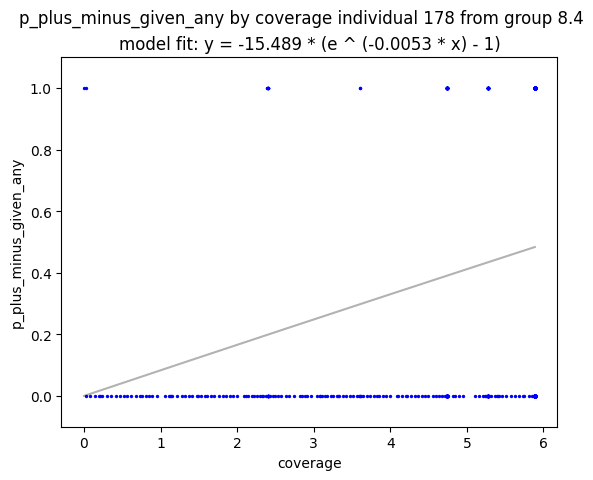 p_plus_minus_given_any by coverage individual 178 from group 8.4
model fit: y = -15.489 * (e ^ (-0.0053 * x) - 1)
1.0
0.8
0.6
0.4
0.2
0.0
p_plus_minus_given_any
0 1 2 3 4 5 6
coverage